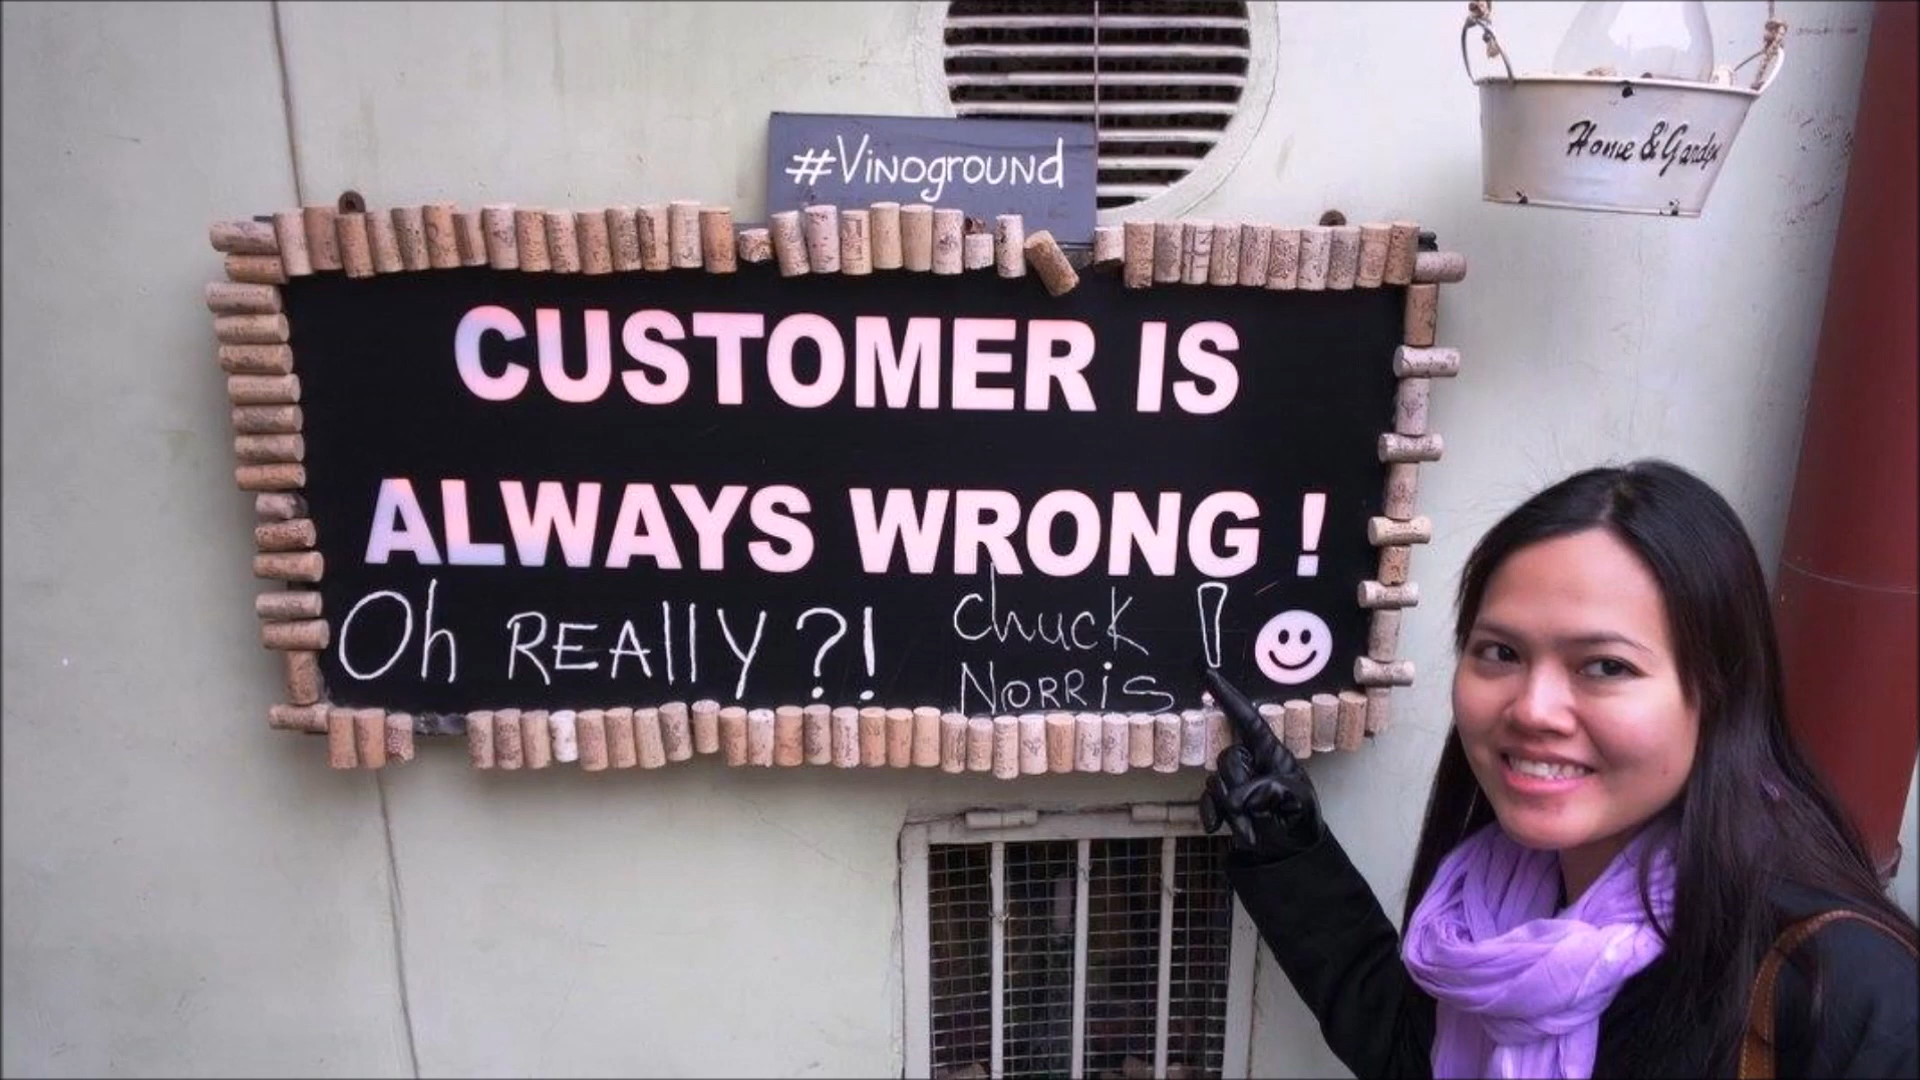 #Vinoground
Home & Garden
CUSTOMER IS
ALWAYS WRONG !
Oh REAllY ?! chuck
NORRis !